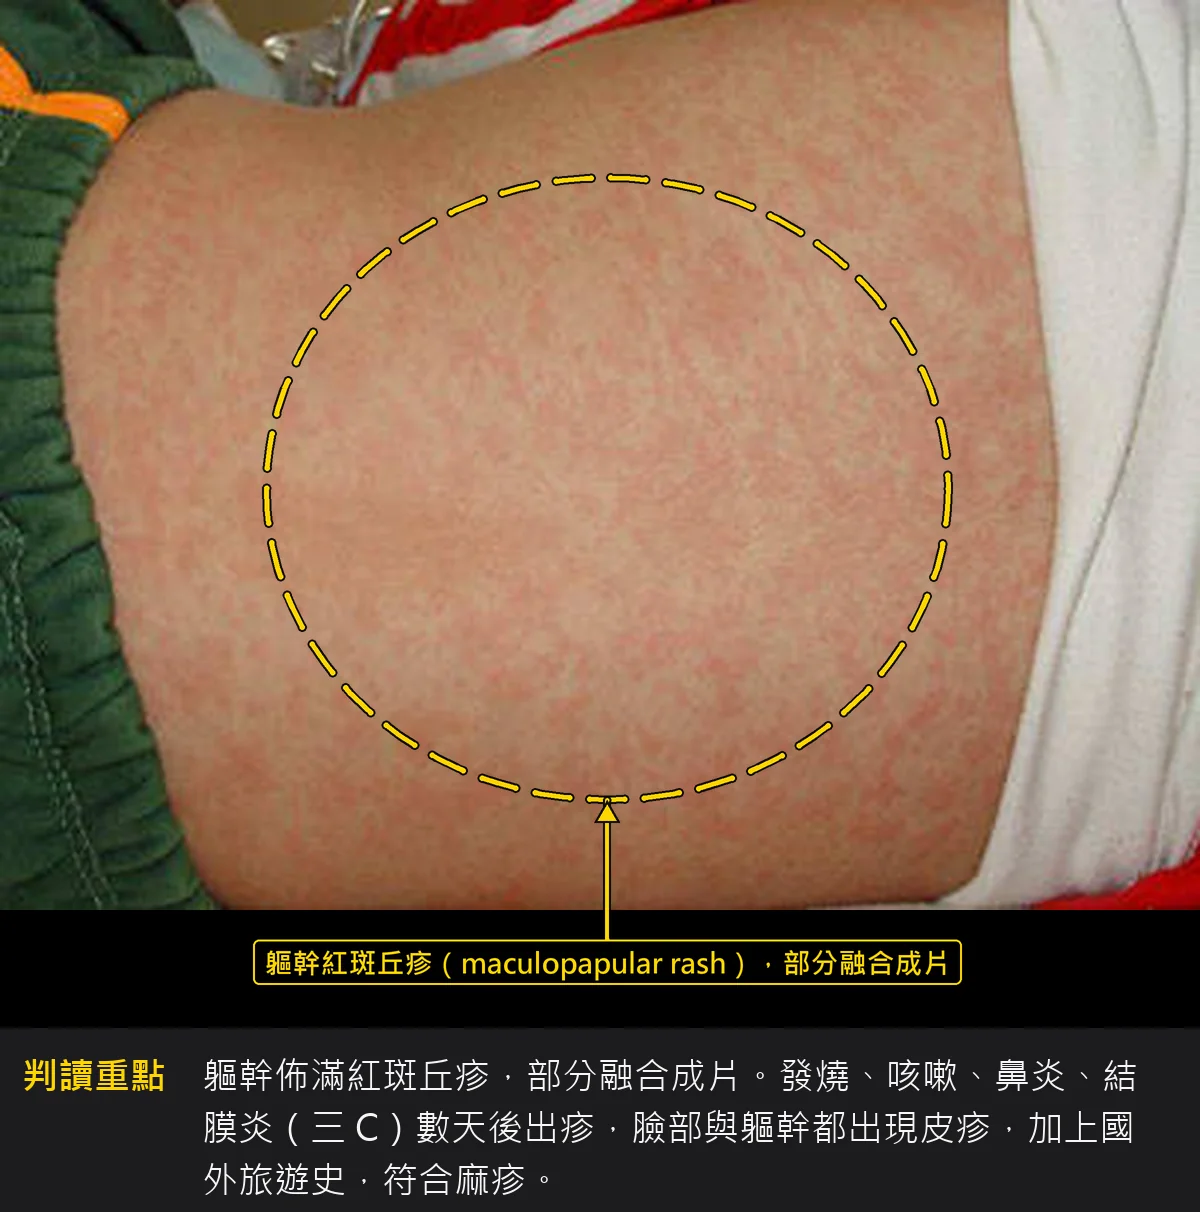 軀幹紅斑丘疹（maculopapular rash），部分融合成片
判讀重點
軀幹佈滿紅斑丘疹，部分融合成片。發燒、咳嗽、鼻炎、結
膜炎（三 C）數天後出疹，臉部與軀幹都出現皮疹，加上國
外旅遊史，符合麻疹。